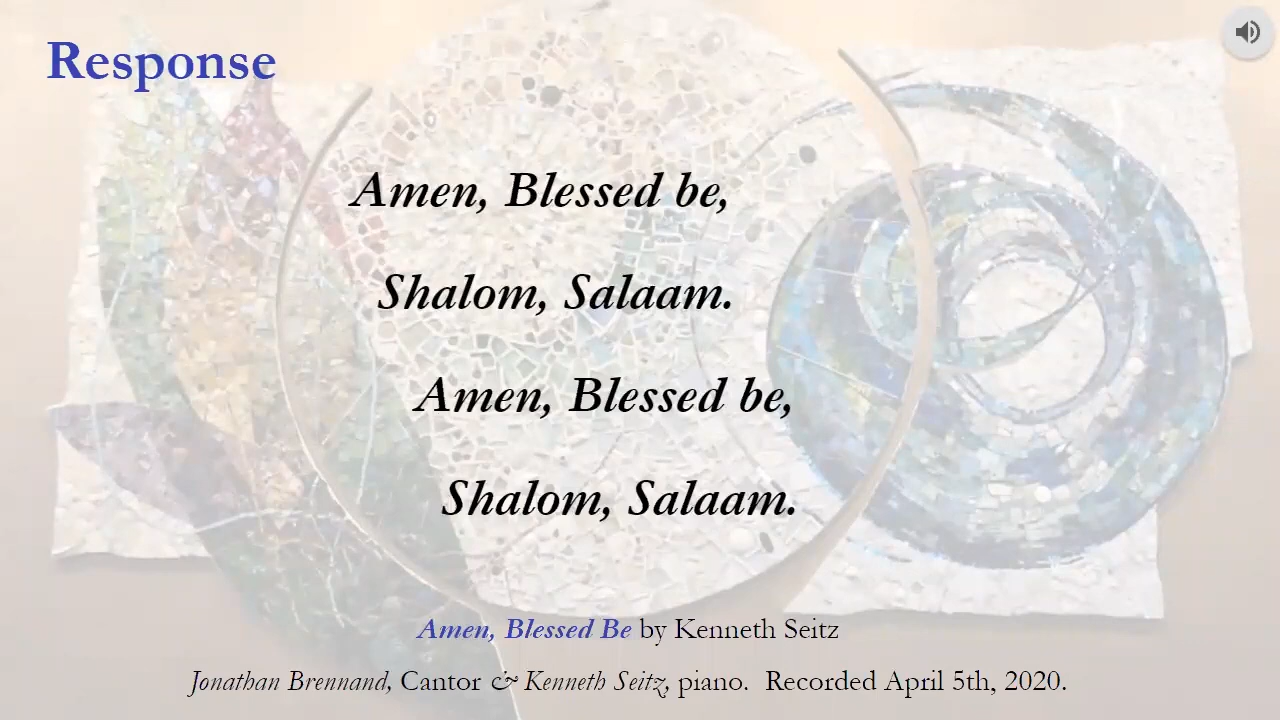 Response
Amen, Blessed be,
Shalom, Salaam.
Amen, Blessed be,
Shalom, Salaam.
Amen, Blessed Be by Kenneth Seitz
Jonathan Brennand, Cantor & Kenneth Seitz, piano.  Recorded April 5th, 2020.